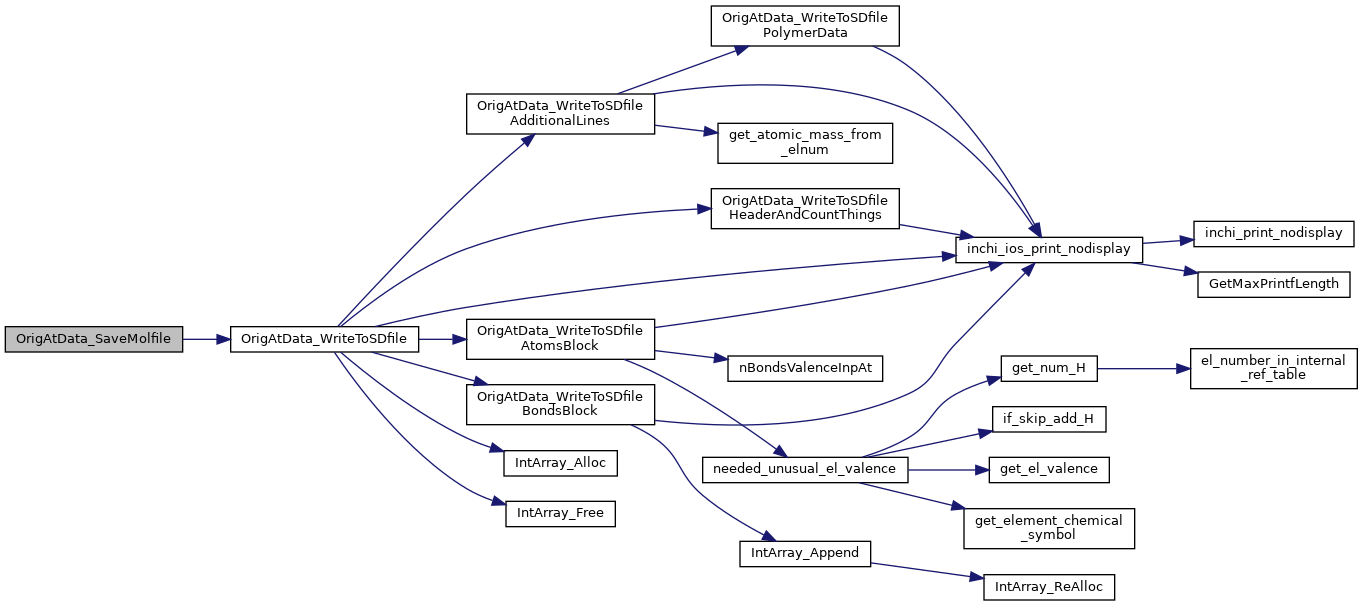 OrigAtData_SaveMolfile
OrigAtData_WriteToSDfile
OrigAtData_WriteToSDfile
AdditionalLines
OrigAtData_WriteToSDfile
PolymerData
get_atomic_mass_from
_elnum
OrigAtData_WriteToSDfile
HeaderAndCountThings
inchi_ios_print_nodisplay
inchi_print_nodisplay
GetMaxPrintfLength
OrigAtData_WriteToSDfile
AtomsBlock
nBondsValenceInpAt
OrigAtData_WriteToSDfile
BondsBlock
get_num_H
el_number_in_internal
_ref_table
if_skip_add_H
needed_unusual_el_valence
get_el_valence
get_element_chemical
_symbol
IntArray_Alloc
IntArray_Free
IntArray_Append
IntArray_ReAlloc